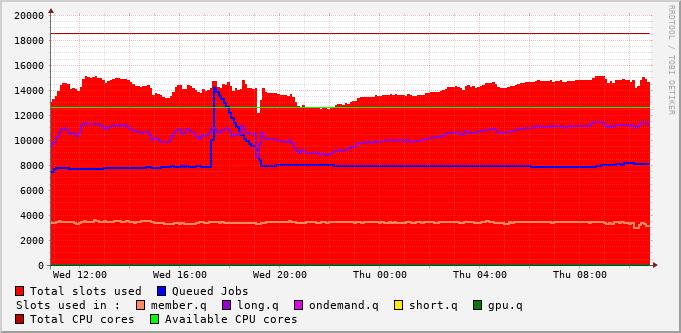 RRDTOOL / TOBI OETIKER
20000
18000
16000
14000
12000
10000
8000
6000
4000
2000
0
Wed 12:00 Wed 16:00 Wed 20:00 Thu 00:00 Thu 04:00 Thu 08:00
Total slots used Queued Jobs
Slots used in : member.q long.q ondemand.q short.q gpu.q
Total CPU cores Available CPU cores